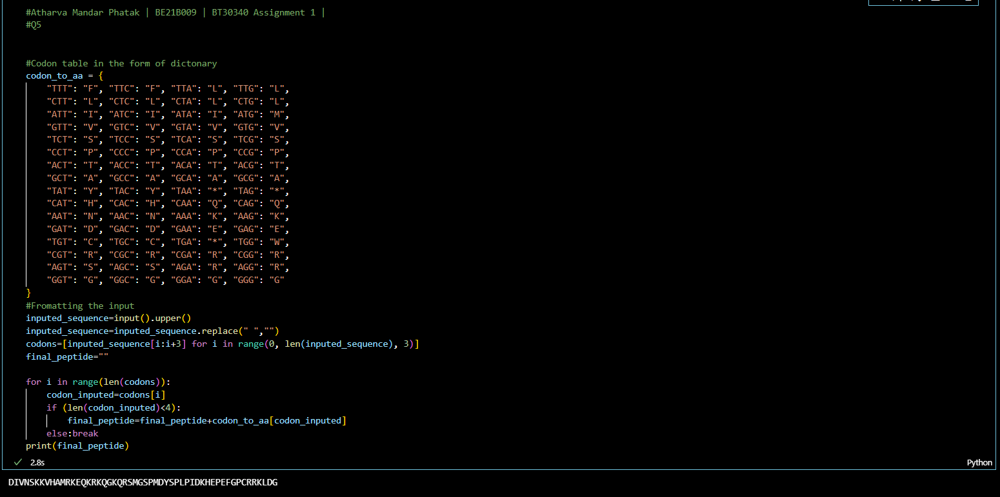 #Atharva Mandar Phatak | BE21B009 | BT30340 Assignment 1 |
#Q5
#Codon table in the form of dictonary
codon_to_aa = {
    "TTT": "F", "TTC": "F", "TTA": "L", "TTG": "L",
    "CTT": "L", "CTC": "L", "CTA": "L", "CTG": "L",
    "ATT": "I", "ATC": "I", "ATA": "I", "ATG": "M",
    "GTT": "V", "GTC": "V", "GTA": "V", "GTG": "V",
    "TCT": "S", "TCC": "S", "TCA": "S", "TCG": "S",
    "CCT": "P", "CCC": "P", "CCA": "P", "CCG": "P",
    "ACT": "T", "ACC": "T", "ACA": "T", "ACG": "T",
    "GCT": "A", "GCC": "A", "GCA": "A", "GCG": "A",
    "TAT": "Y", "TAC": "Y", "TAA": "*", "TAG": "*",
    "CAT": "H", "CAC": "H", "CAA": "Q", "CAG": "Q",
    "AAT": "N", "AAC": "N", "AAA": "K", "AAG": "K",
    "GAT": "D", "GAC": "D", "GAA": "E", "GAG": "E",
    "TGT": "C", "TGC": "C", "TGA": "*", "TGG": "W",
    "CGT": "R", "CGC": "R", "CGA": "R", "CGG": "R",
    "AGT": "S", "AGC": "S", "AGA": "R", "AGG": "R",
    "GGT": "G", "GGC": "G", "GGA": "G", "GGG": "G"
}
#Fromatting the input
inputed_sequence=input().upper()
inputed_sequence=inputed_sequence.replace(" ","")
codons=[inputed_sequence[i:i+3] for i in range(0, len(inputed_sequence), 3)]
final_peptide=""
for i in range(len(codons)):
    codon_inputed=codons[i]
    if (len(codon_inputed)<4):
        final_peptide=final_peptide+codon_to_aa[codon_inputed]
    else:break
print(final_peptide)
2.8s
Python
DIVNSKKVHAMRKEQKRKQGKQRSMGSPMDYSPLPIDKHEPEFGPCRRKLDG